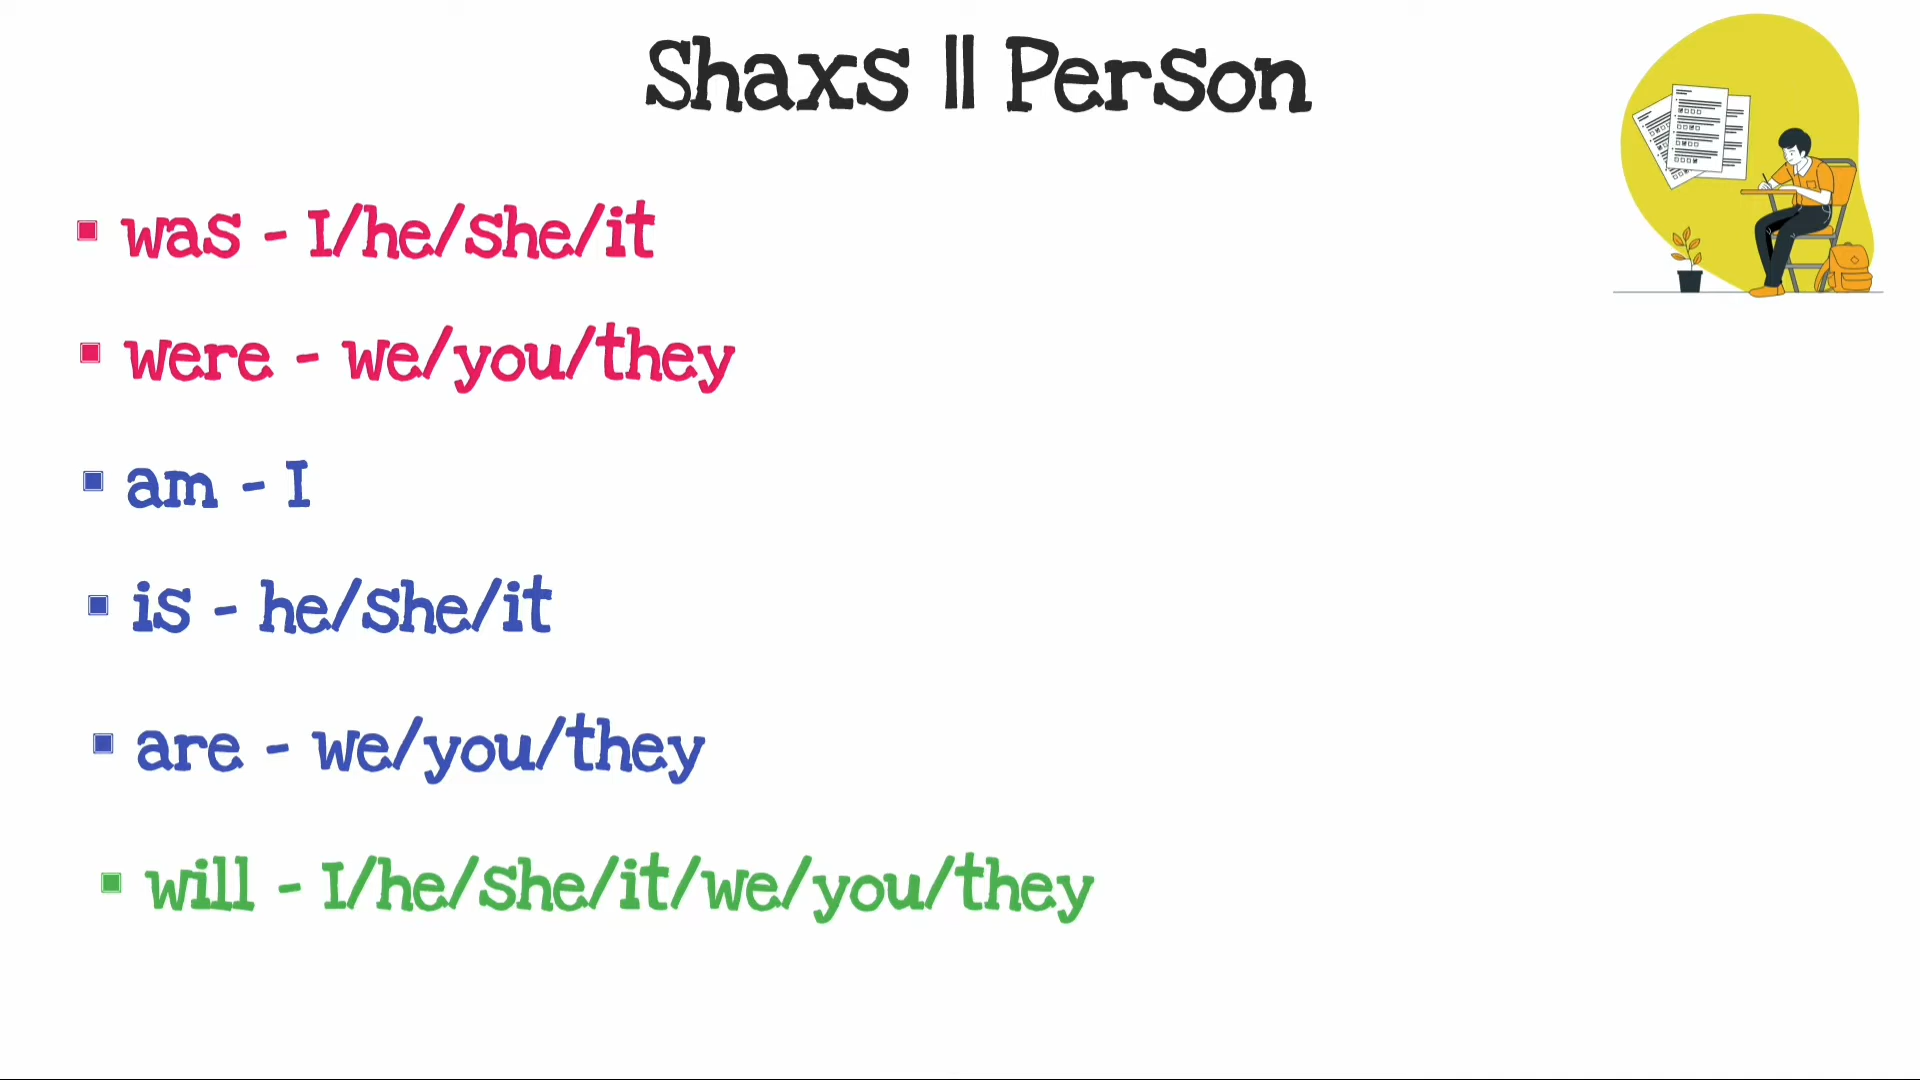 Shaxs || Person
was - I/he/she/it
were - we/you/they
am - I
is - he/she/it
are - we/you/they
will - I/he/she/it/we/you/they